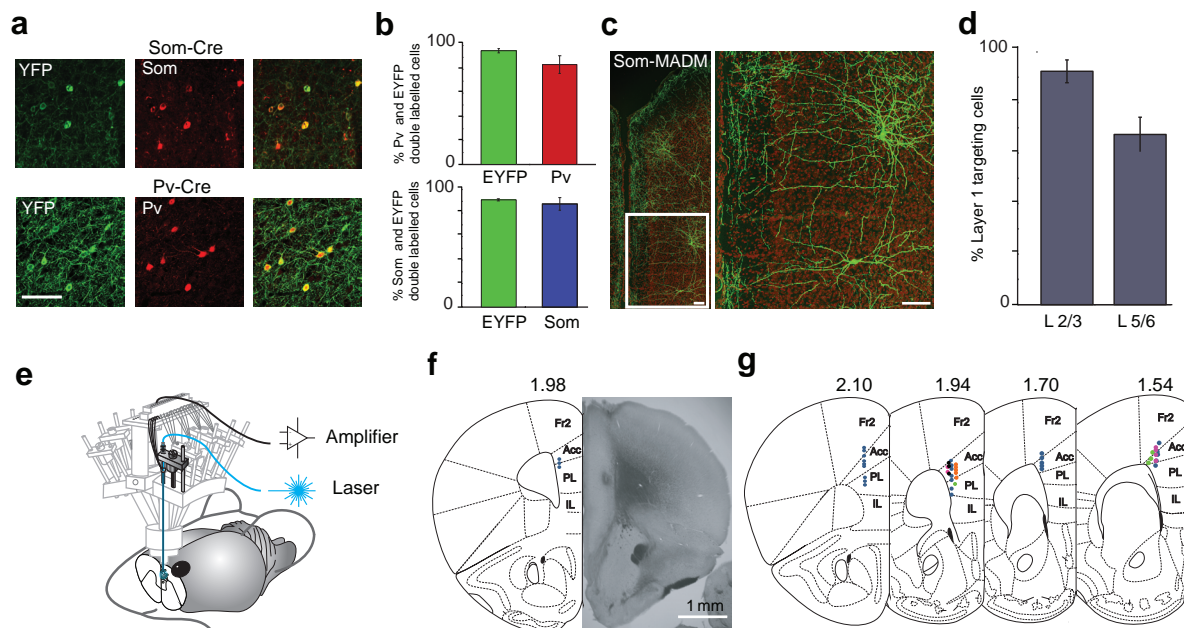 a
Som-Cre
YFP
Som
Pv-Cre
YFP
Pv
b
100
% Pv and EYFP
double labelled cells
0
EYFP
Pv
100
% Som and EYFP
double labelled cells
0
EYFP
Som
c
Som-MADM
d
100
% Layer 1 targeting cells
0
L 2/3
L 5/6
e
Amplifier
Laser
f
1.98
Fr2
Acc
PL
IL
1 mm
g
2.10
1.94
1.70
1.54
Fr2
Acc
PL
IL
Fr2
Acc
PL
IL
Fr2
Acc
PL
IL
Fr2
Acc
PL
IL